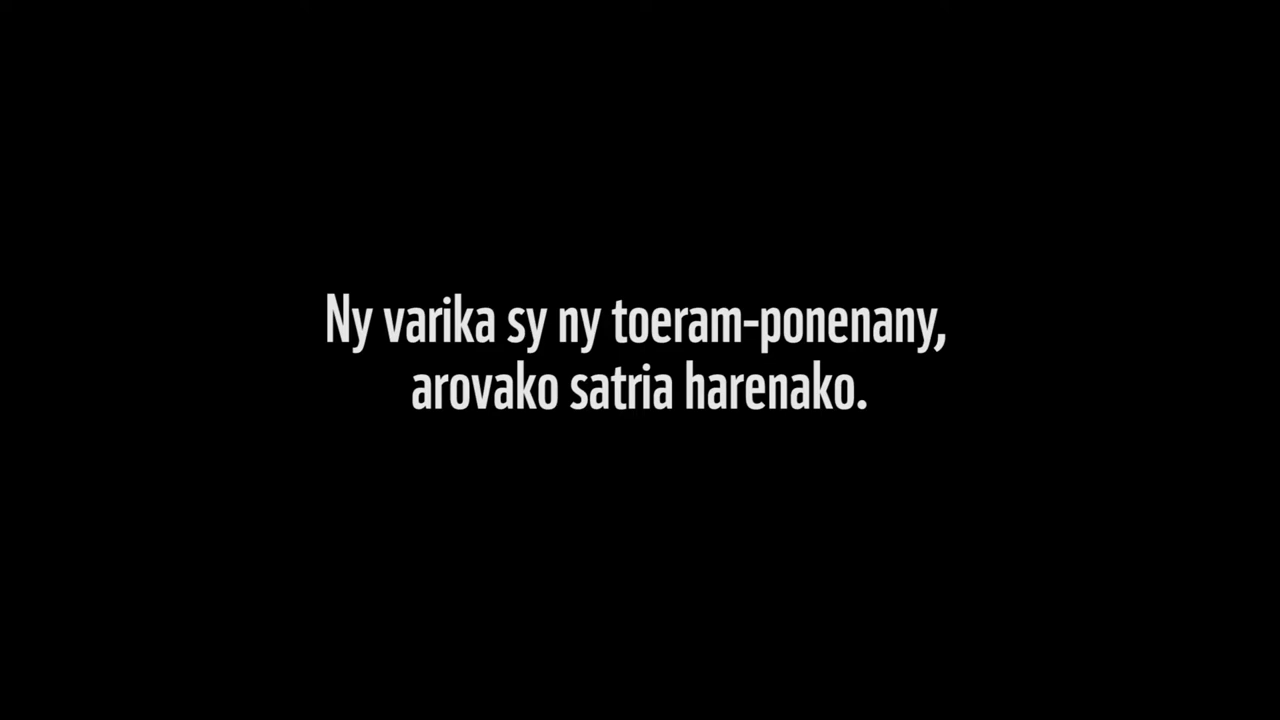 Ny varika sy ny toeram-ponenany,
arovako satria harenako.